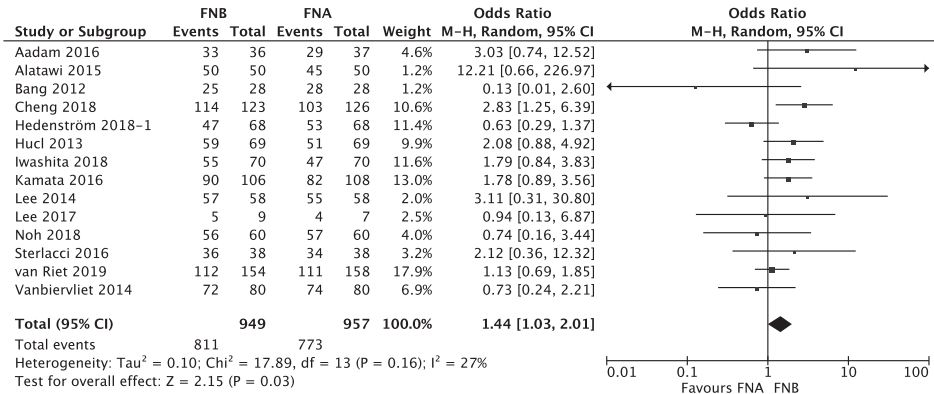 FNB FNA Odds Ratio Odds Ratio
Study or Subgroup Events Total Events Total Weight M-H, Random, 95% CI M-H, Random, 95% CI
Aadam 2016 33 36 29 37 4.6% 3.03 [0.74, 12.52]
Alatawi 2015 50 50 45 50 1.2% 12.21 [0.66, 226.97]
Bang 2012 25 28 28 28 1.2% 0.13 [0.01, 2.60]
Cheng 2018 114 123 103 126 10.6% 2.83 [1.25, 6.39]
Hedenström 2018-1 47 68 53 68 11.4% 0.63 [0.29, 1.37]
Hucl 2013 59 69 51 69 9.9% 2.08 [0.88, 4.92]
Iwashita 2018 55 70 47 70 11.6% 1.79 [0.84, 3.83]
Kamata 2016 90 106 82 108 13.0% 1.78 [0.89, 3.56]
Lee 2014 57 58 55 58 2.0% 3.11 [0.31, 30.80]
Lee 2017 5 9 4 7 2.5% 0.94 [0.13, 6.87]
Noh 2018 56 60 57 60 4.0% 0.74 [0.16, 3.44]
Sterlacci 2016 36 38 34 38 3.2% 2.12 [0.36, 12.32]
van Riet 2019 112 154 111 158 17.9% 1.13 [0.69, 1.85]
Vanbiervliet 2014 72 80 74 80 6.9% 0.73 [0.24, 2.21]
Total (95% CI) 949 957 100.0% 1.44 [1.03, 2.01]
Total events 811 773
Heterogeneity: Tau² = 0.10; Chi² = 17.89, df = 13 (P = 0.16); I² = 27%
Test for overall effect: Z = 2.15 (P = 0.03)
0.01 0.1 1 10 100
Favours FNA FNB